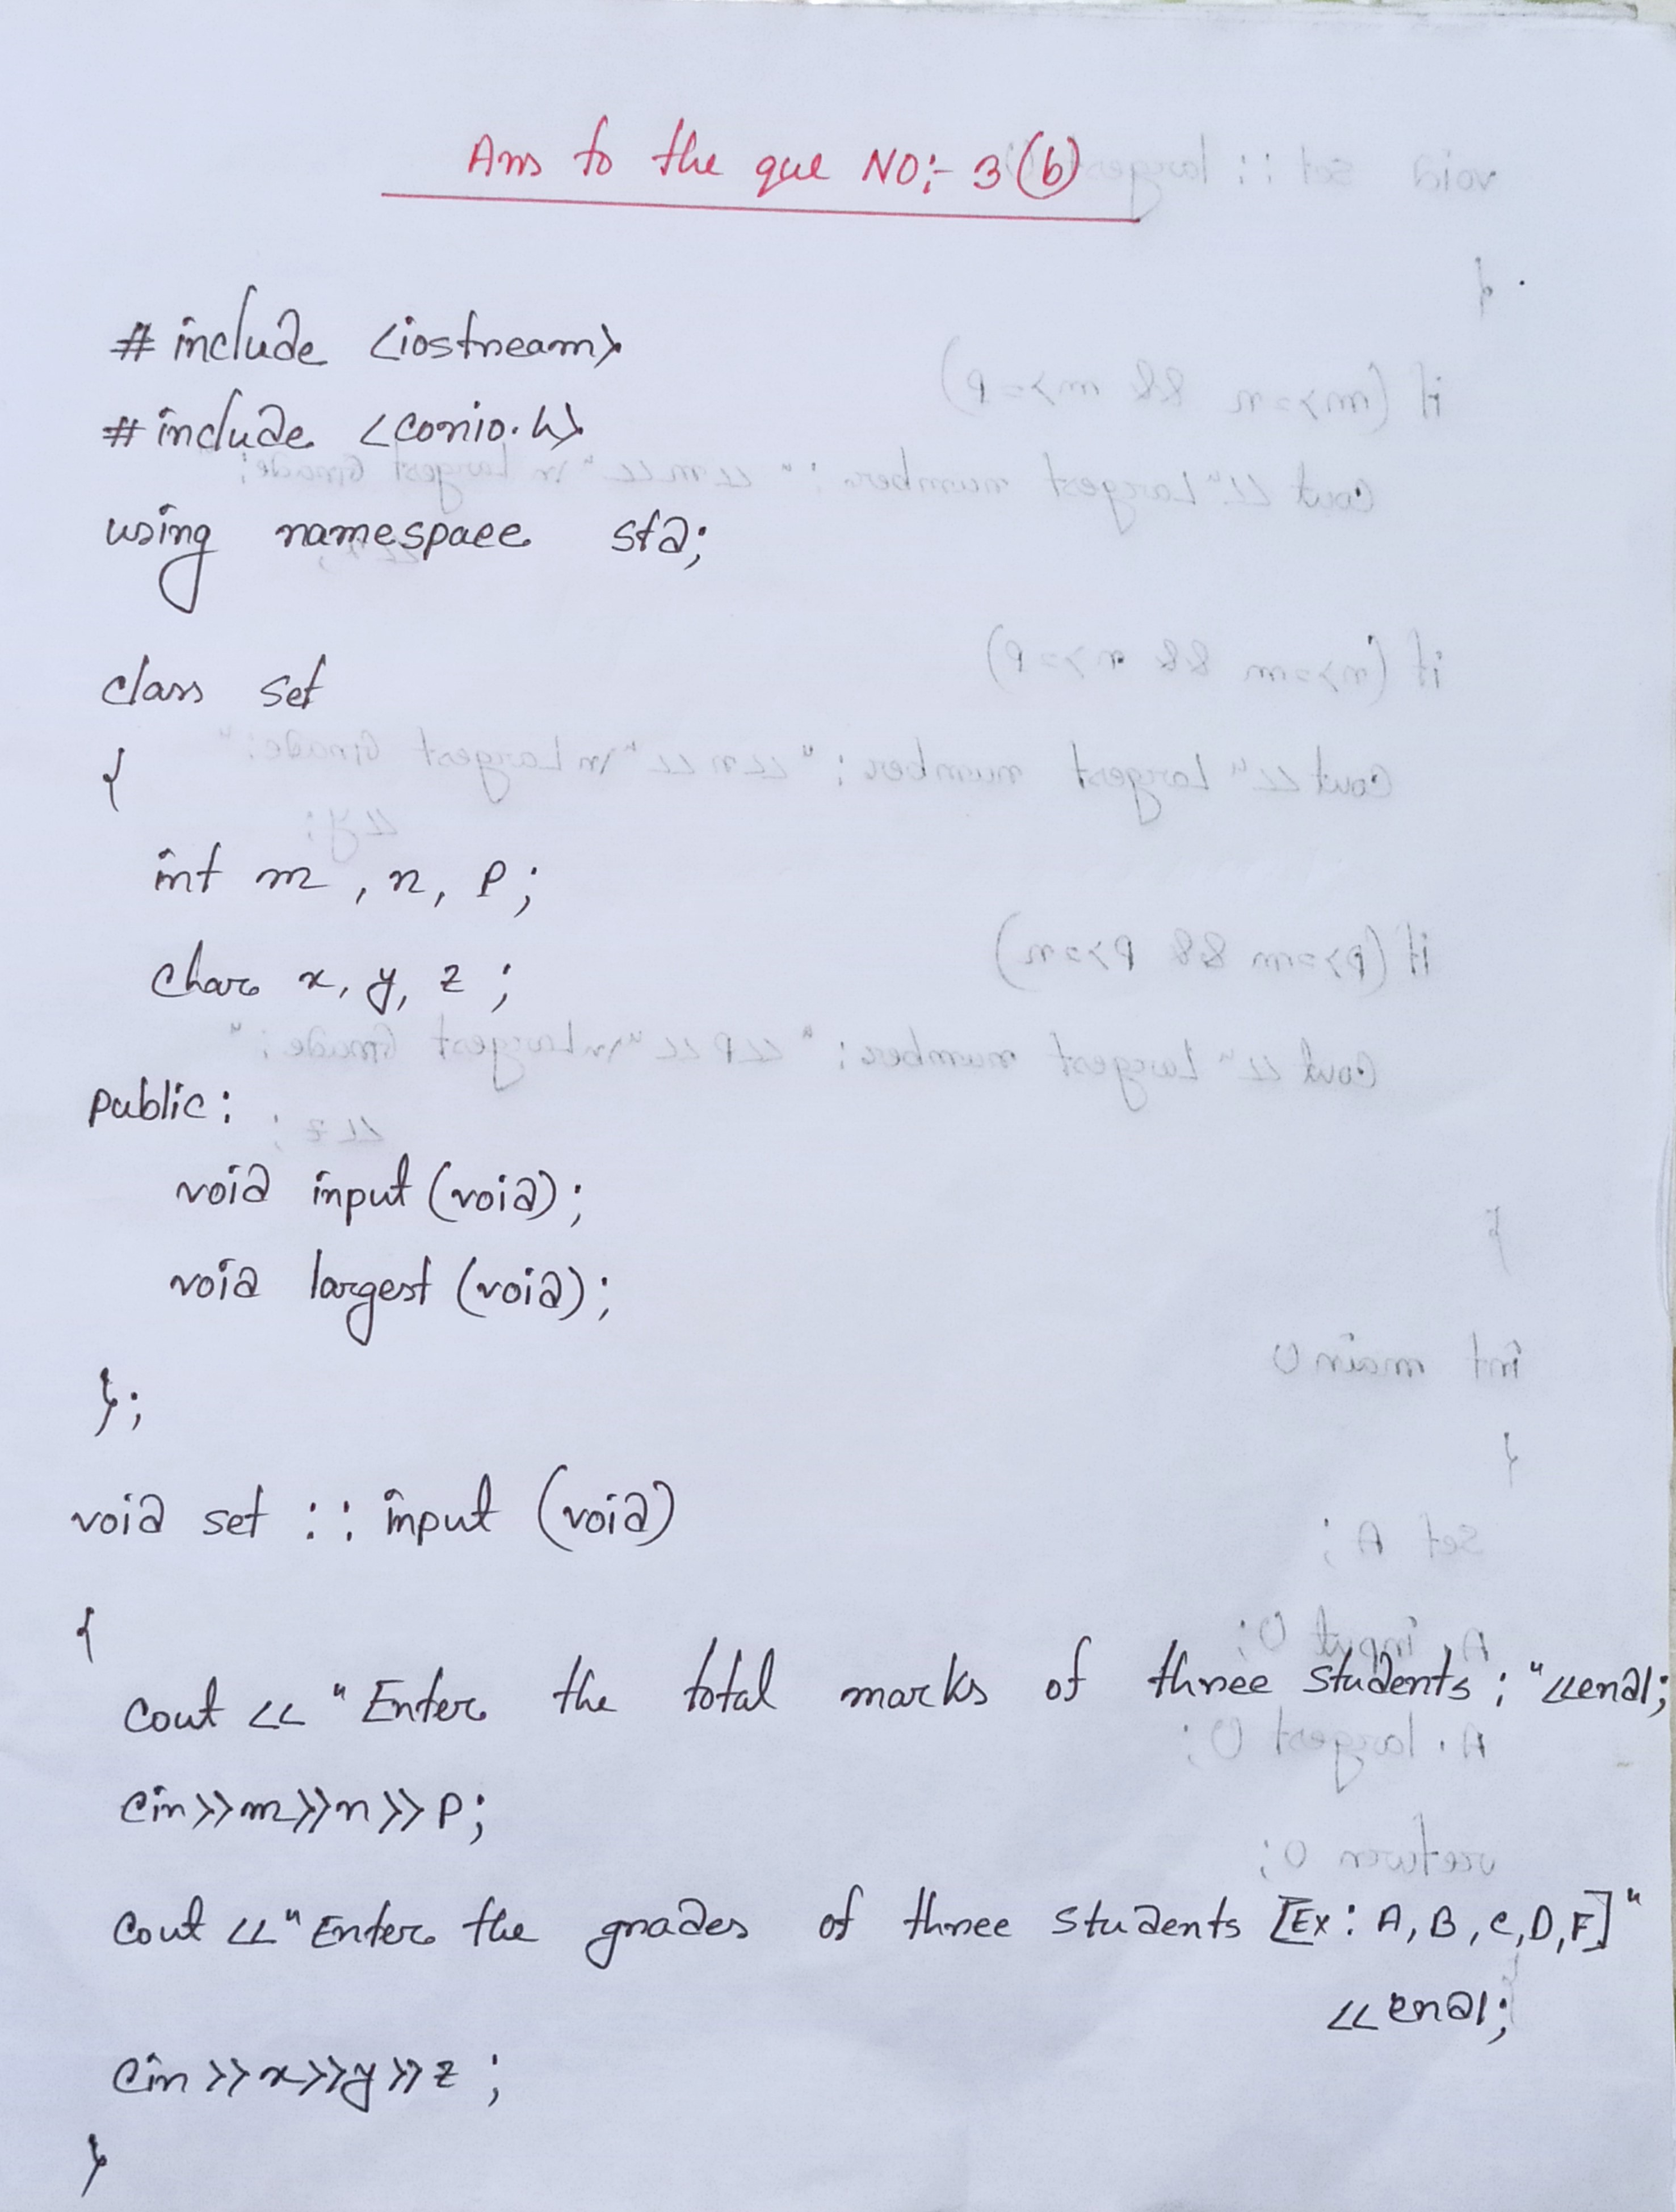 Ans to the que NO:- 3(b)
#include <iostream>
#include <conio.h>
using namespace std;
class set
{
int m, n, P;
char x, y, z;
public:
void input (void);
void largest (void);
};
void set :: input (void)
{
cout << "Enter the total marks of three students: "<<endl;
cin>>m>>n>>P;
cout <<"Enter the grades of three students [Ex: A, B, C, D, F]"
<<endl;
cin >>x>>y>>z;
}